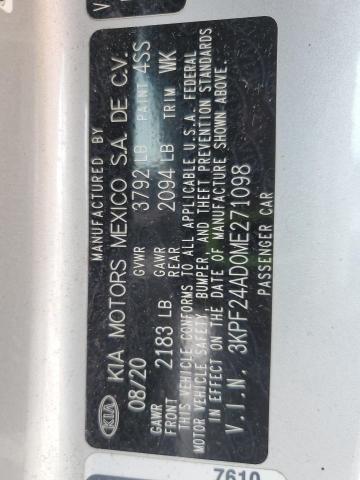 MANUFACTURED BY
KIA KIA MOTORS MEXICO S.A. DE C.V.
08/20 GVWR 3792 LB PAINT 4SS
GAWR FRONT 2183 LB GAWR REAR 2094 LB TRIM WK
THIS VEHICLE CONFORMS TO ALL APPLICABLE U.S.A. FEDERAL
MOTOR VEHICLE SAFETY, BUMPER, AND THEFT PREVENTION STANDARDS
IN EFFECT ON THE DATE OF MANUFACTURE SHOWN ABOVE.
V.I.N. 3KPF24AD0ME271098
PASSENGER CAR
7610